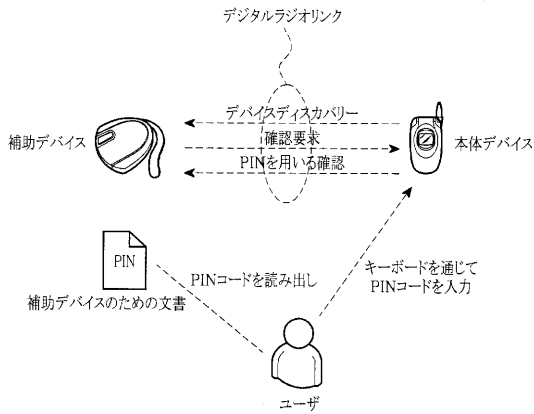 デジタルラジオリンク
デバイスディスカバリー
補助デバイス
確認要求
本体デバイス
PINを用いる確認
PIN
PINコードを読み出し
キーボードを通じて
PINコードを入力
補助デバイスのための文書
ユーザ